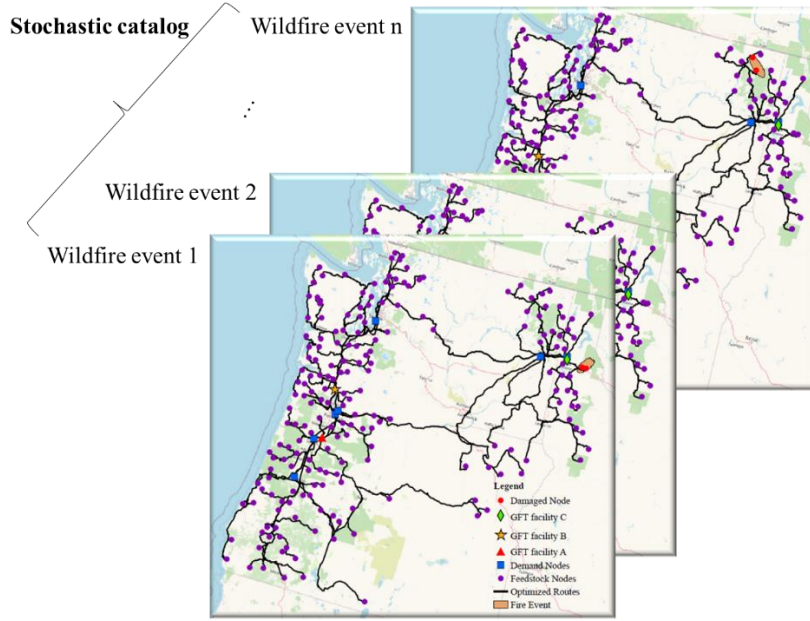 Stochastic catalog
Wildfire event n
...
Wildfire event 2
Wildfire event 1
Legend
Damaged Node
GFT facility C
GFT facility B
GFT facility A
Demand Nodes
Feedstock Nodes
Optimized Routes
Fire Event